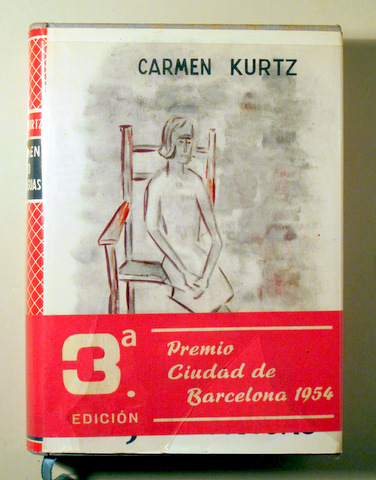 CARMEN KURTZ
3ª.
EDICIÓN
Premio
Ciudad de
Barcelona 1954